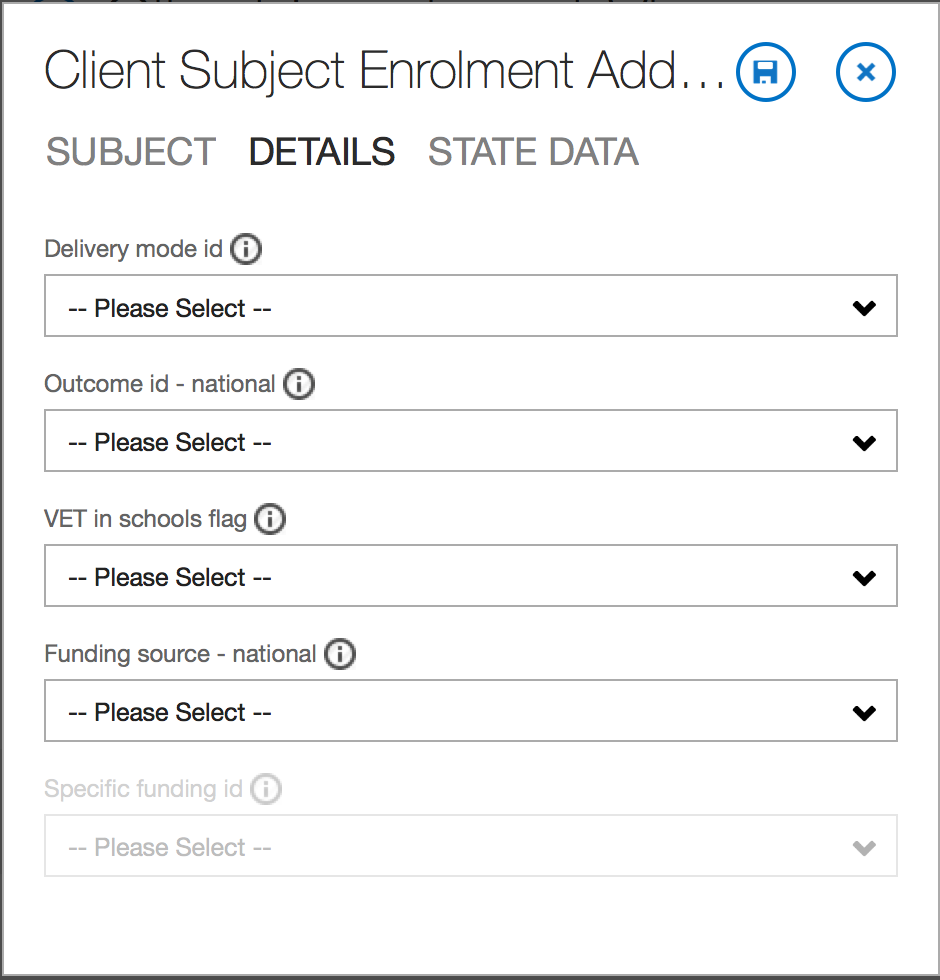 Client Subject Enrolment Add...
SUBJECT DETAILS STATE DATA
Delivery mode id
-- Please Select --
Outcome id - national
-- Please Select --
VET in schools flag
-- Please Select --
Funding source - national
-- Please Select --
Specific funding id
-- Please Select --